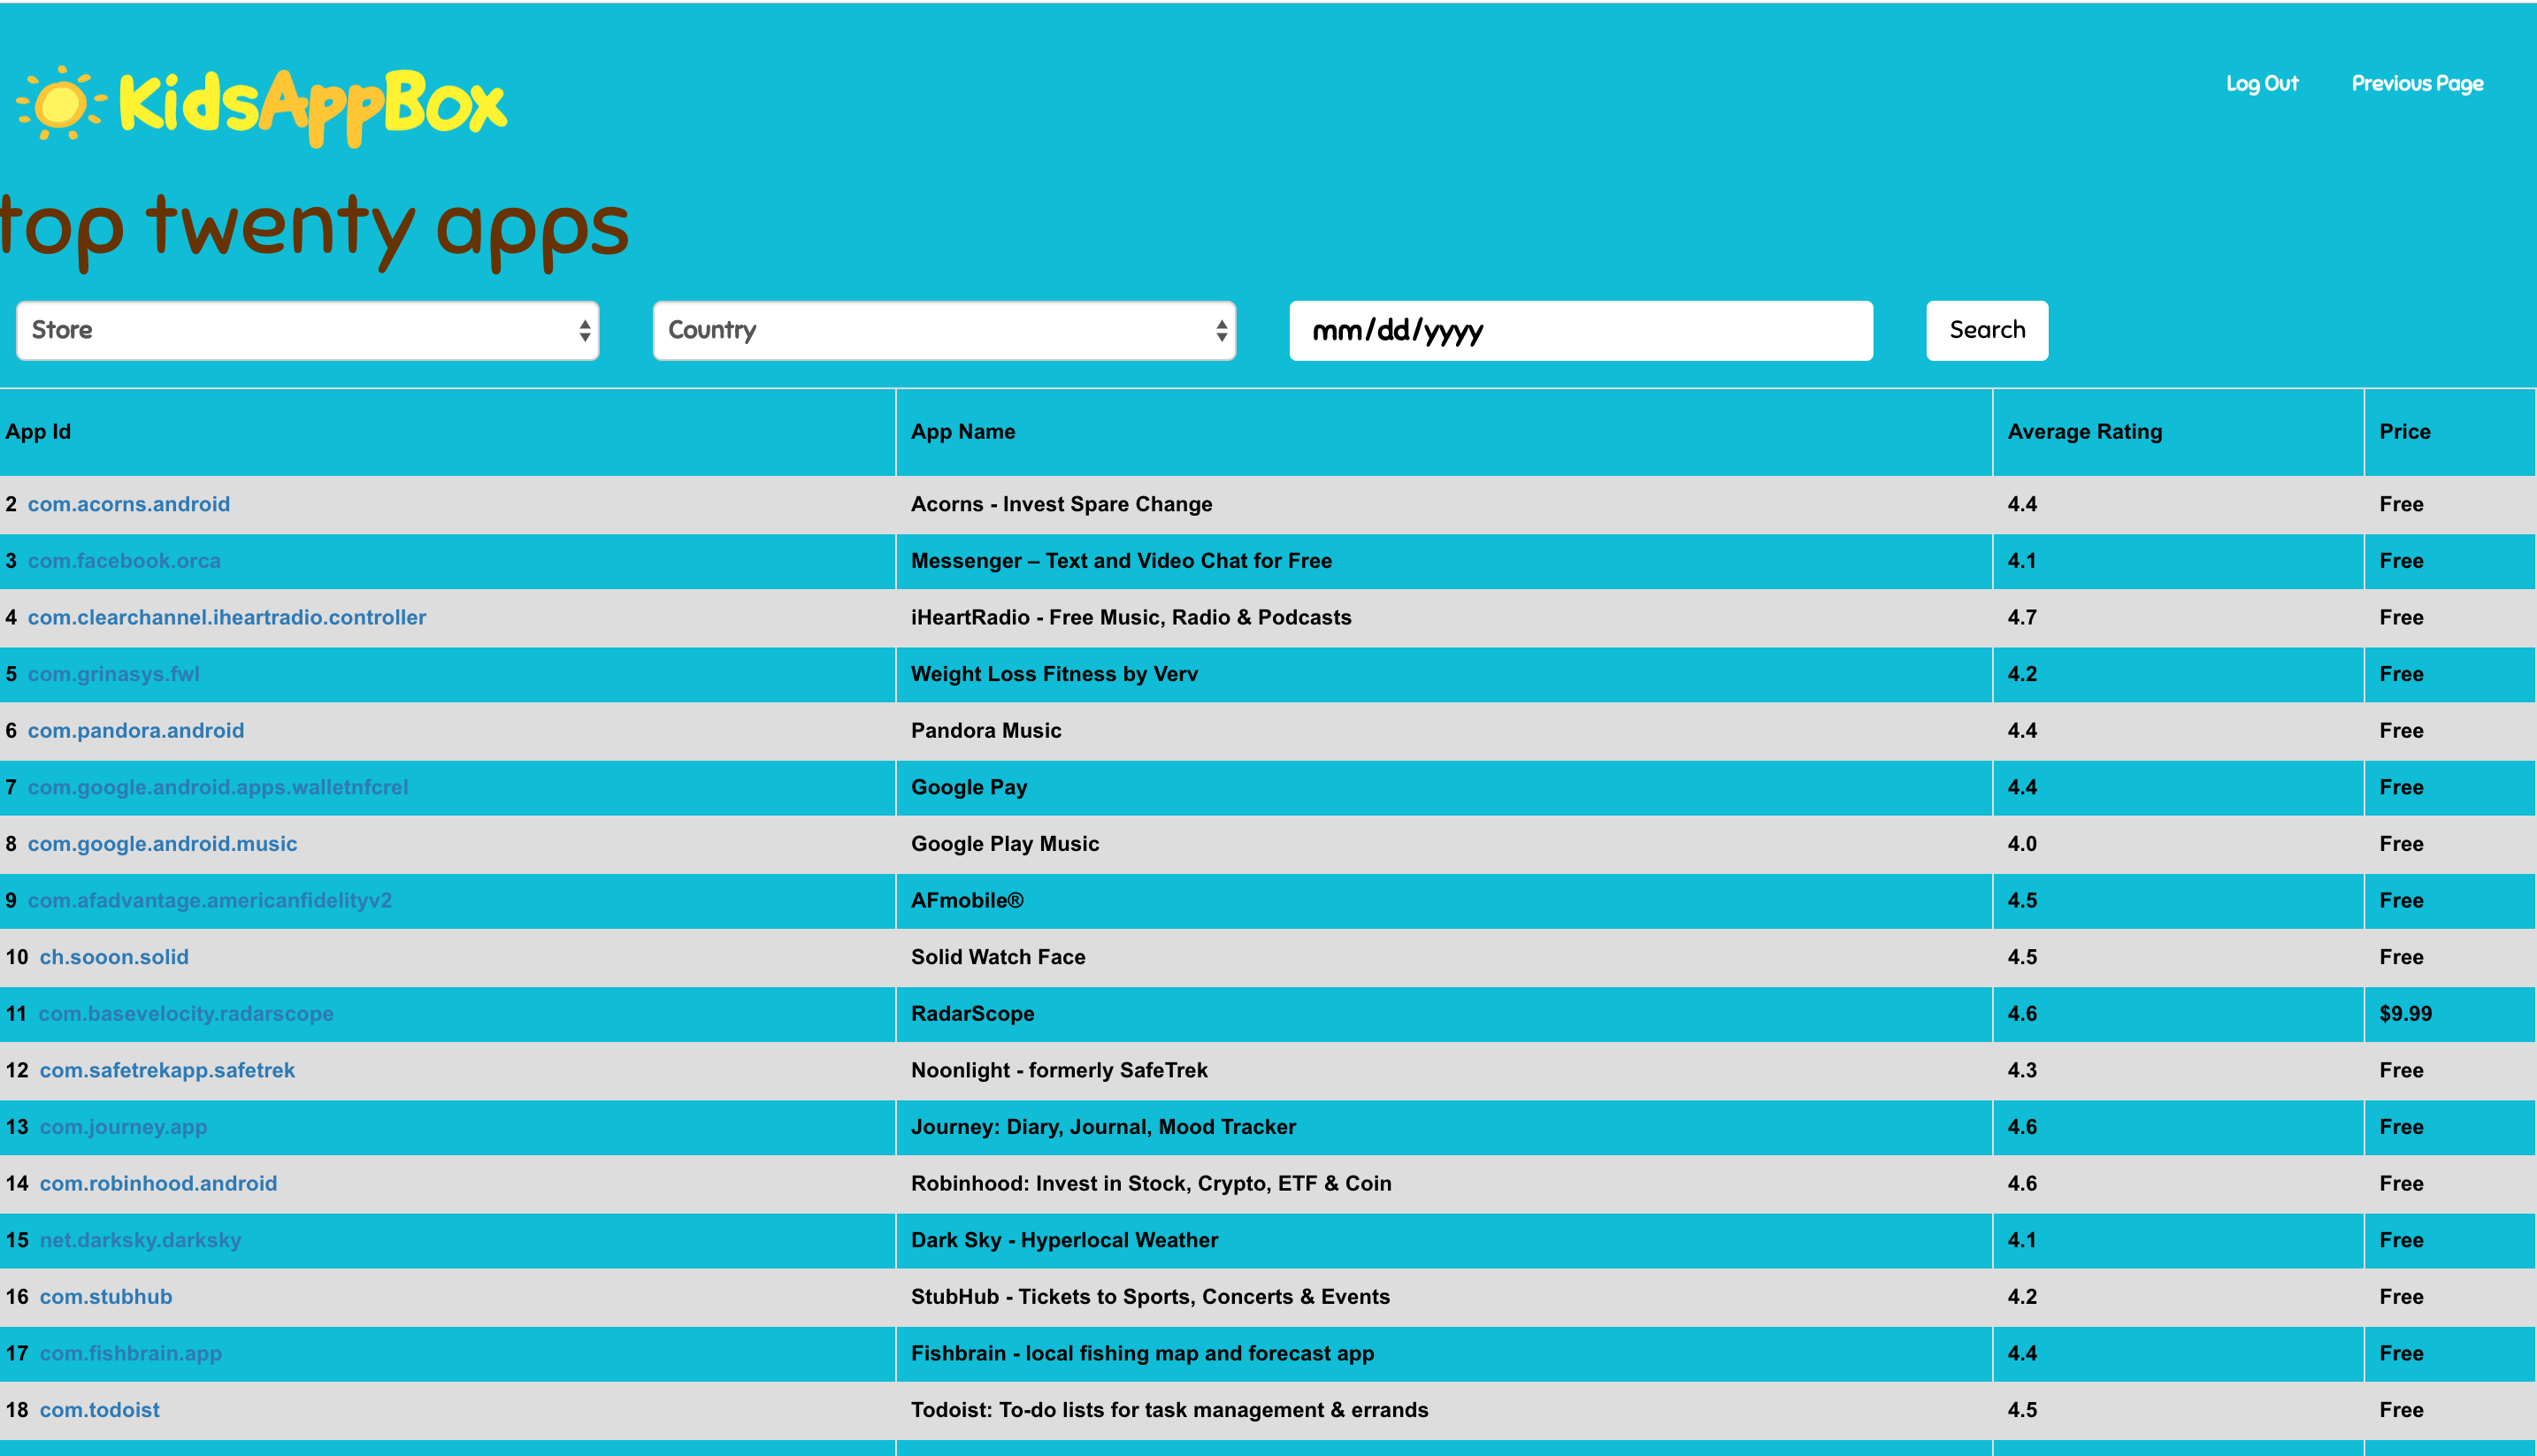 KidsAppBox
Log Out Previous Page
top twenty apps
Store Country mm/dd/yyyy Search
App Id App Name Average Rating Price
2 com.acorns.android Acorns - Invest Spare Change 4.4 Free
3 com.facebook.orca Messenger – Text and Video Chat for Free 4.1 Free
4 com.clearchannel.iheartradio.controller iHeartRadio - Free Music, Radio & Podcasts 4.7 Free
5 com.grinasys.fwl Weight Loss Fitness by Verv 4.2 Free
6 com.pandora.android Pandora Music 4.4 Free
7 com.google.android.apps.walletnfcrel Google Pay 4.4 Free
8 com.google.android.music Google Play Music 4.0 Free
9 com.afadvantage.americanfidelityv2 AFmobile® 4.5 Free
10 ch.sooon.solid Solid Watch Face 4.5 Free
11 com.basevelocity.radarscope RadarScope 4.6 $9.99
12 com.safetrekapp.safetrek Noonlight - formerly SafeTrek 4.3 Free
13 com.journey.app Journey: Diary, Journal, Mood Tracker 4.6 Free
14 com.robinhood.android Robinhood: Invest in Stock, Crypto, ETF & Coin 4.6 Free
15 net.darksky.darksky Dark Sky - Hyperlocal Weather 4.1 Free
16 com.stubhub StubHub - Tickets to Sports, Concerts & Events 4.2 Free
17 com.fishbrain.app Fishbrain - local fishing map and forecast app 4.4 Free
18 com.todoist Todoist: To-do lists for task management & errands 4.5 Free